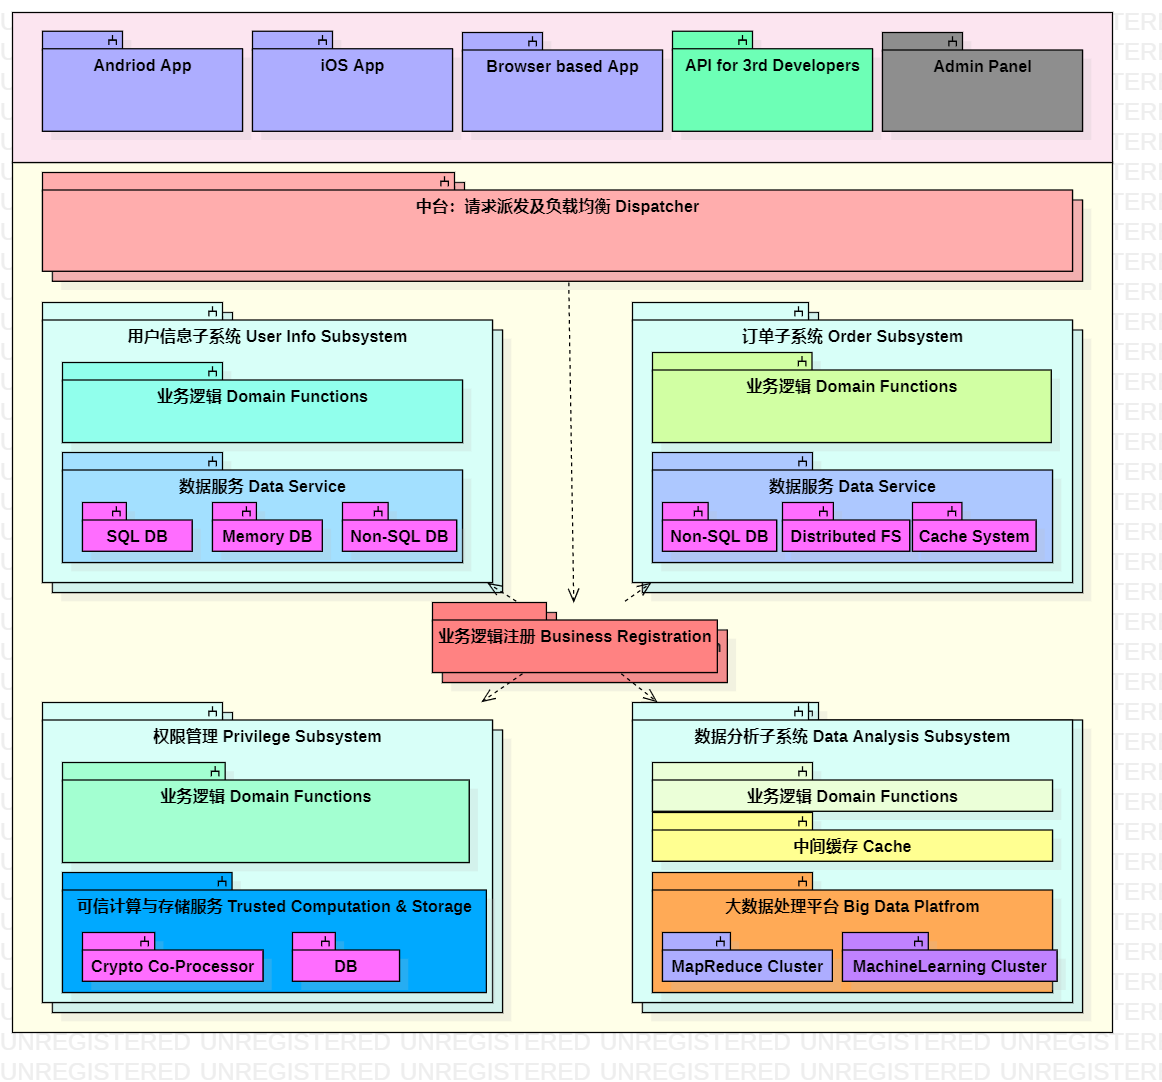 Andriod App
iOS App
Browser based App
API for 3rd Developers
Admin Panel
中台：请求派发及负载均衡 Dispatcher
用户信息子系统 User Info Subsystem
业务逻辑 Domain Functions
数据服务 Data Service
SQL DB
Memory DB
Non-SQL DB
订单子系统 Order Subsystem
业务逻辑 Domain Functions
数据服务 Data Service
Non-SQL DB
Distributed FS
Cache System
业务逻辑注册 Business Registration
权限管理 Privilege Subsystem
业务逻辑 Domain Functions
可信计算与存储服务 Trusted Computation & Storage
Crypto Co-Processor
DB
数据分析子系统 Data Analysis Subsystem
业务逻辑 Domain Functions
中间缓存 Cache
大数据处理平台 Big Data Platfrom
MapReduce Cluster
MachineLearning Cluster
UNREGISTERED UNREGISTERED UNREGISTERED UNREGISTERED UNREGISTERED UNREGISTERI
UNREGISTERED UNREGISTERED UNREGISTERED UNREGISTERED UNREGISTERED UNREGISTERI